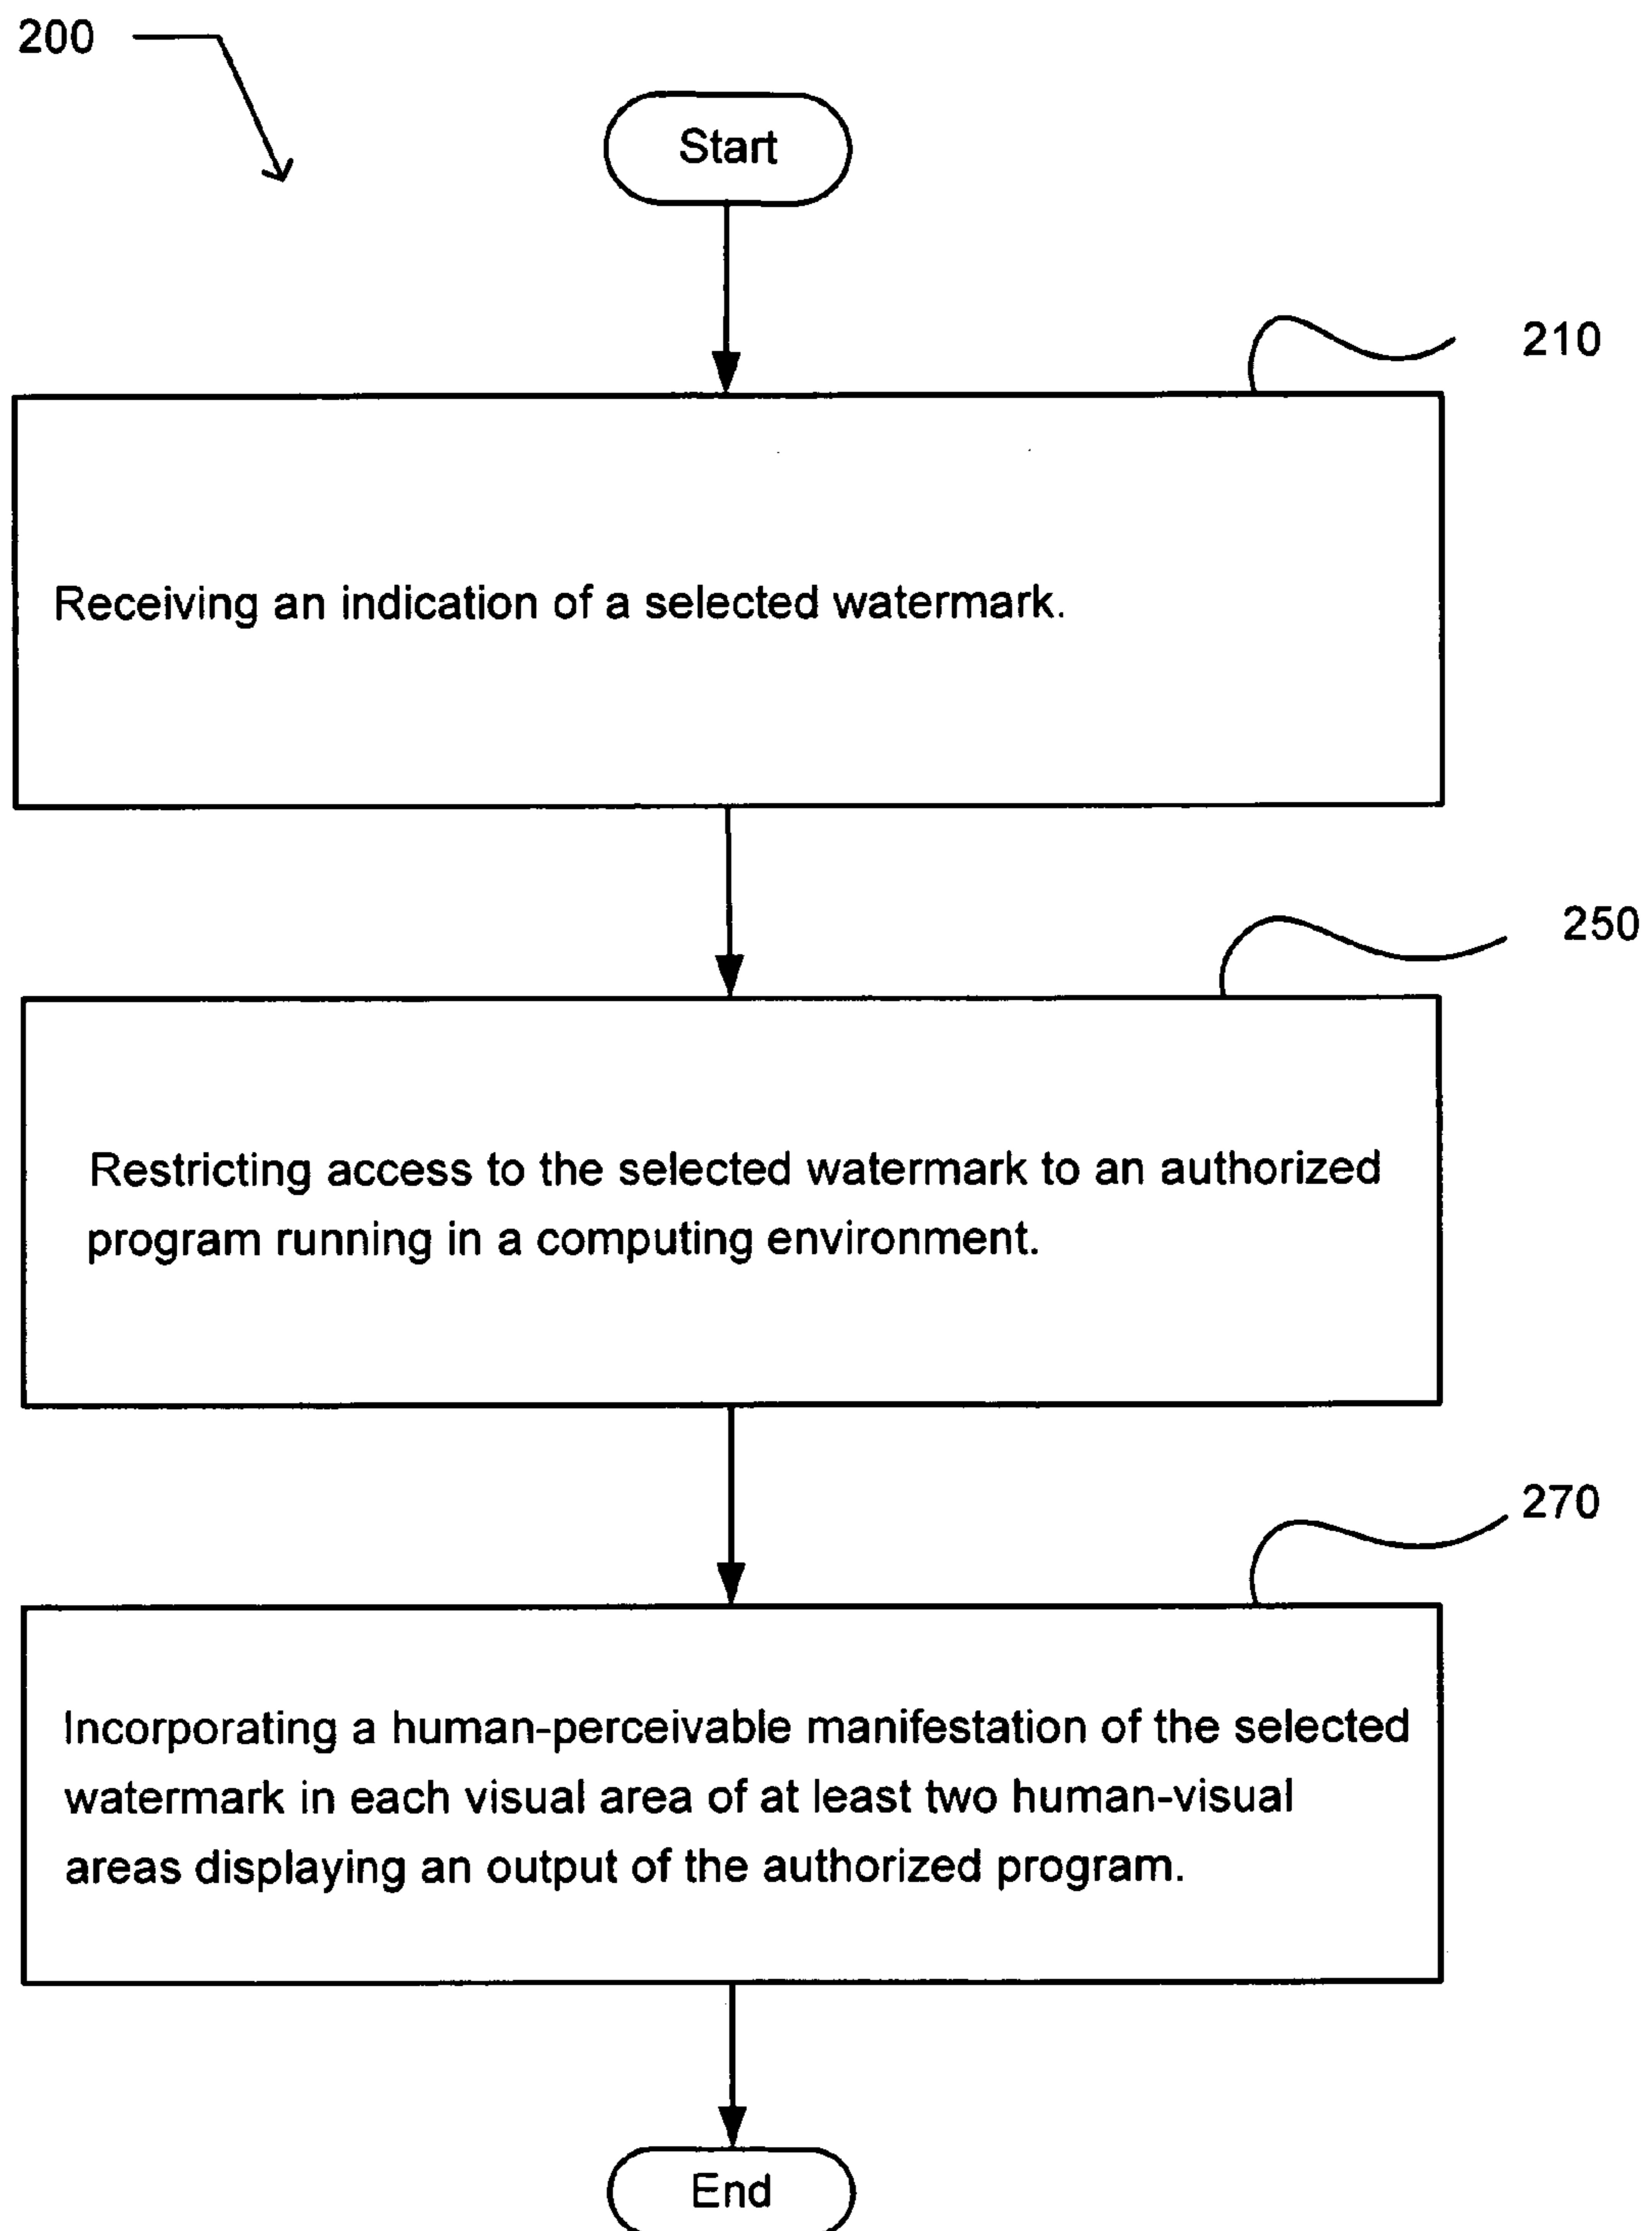 200
Start
210
Receiving an indication of a selected watermark.
250
Restricting access to the selected watermark to an authorized
program running in a computing environment.
270
Incorporating a human-perceivable manifestation of the selected
watermark in each visual area of at least two human-visual
areas displaying an output of the authorized program.
End